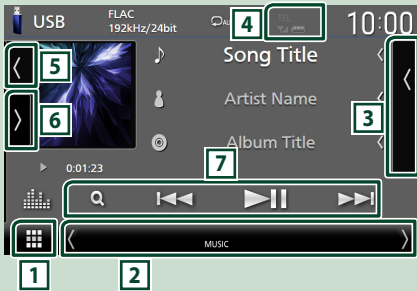 USB FLAC 10:00
192kHz/24bit
4
TEL
Song Title
5
Artist Name
3
6
Album Title
7
0:01:23
MUSIC
1 2